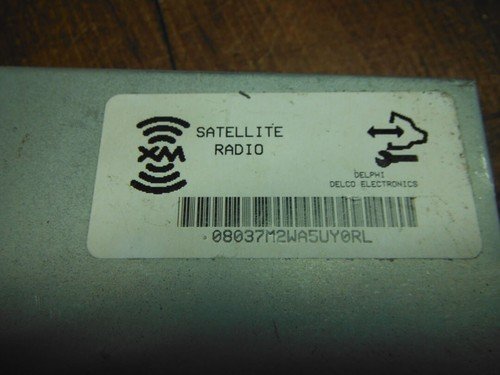 XM
SATELLITE
RADIO
DELPHI
DELCO ELECTRONICS
08037M2WA5UY0RL